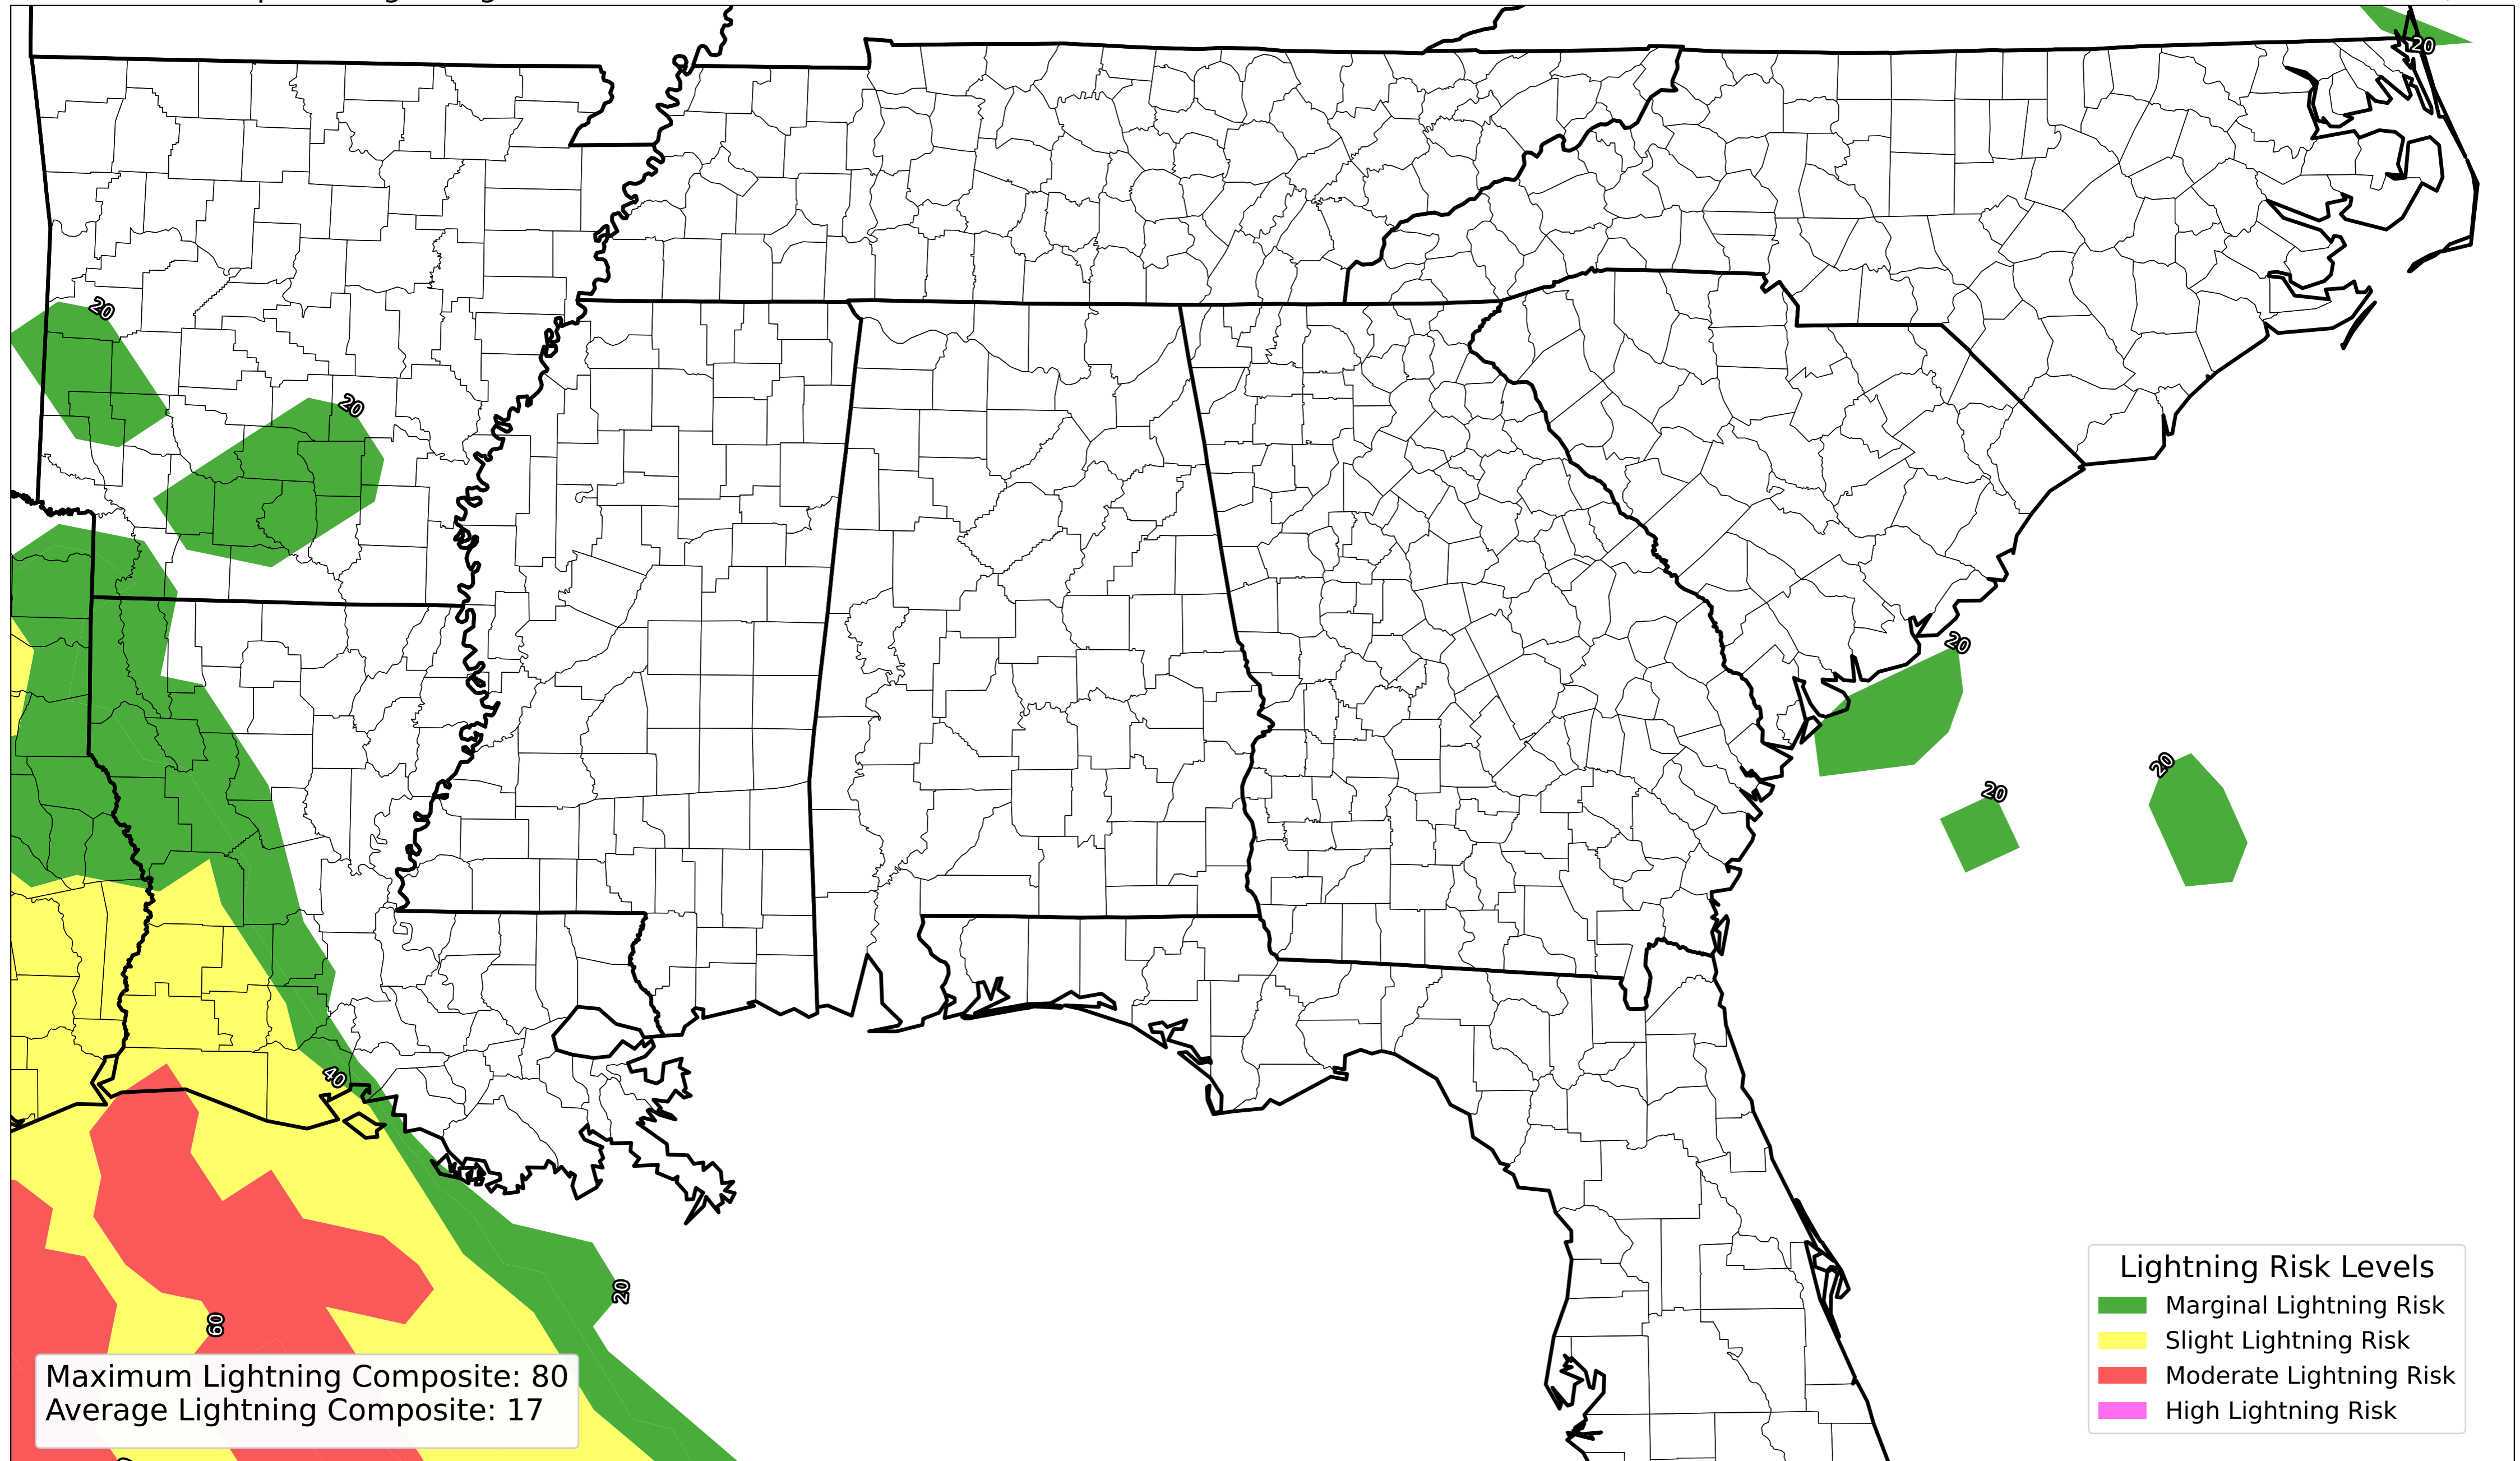 20
20
20
20
20
20
40
20
60
Maximum Lightning Composite: 80
Average Lightning Composite: 17
Lightning Risk Levels
Marginal Lightning Risk
Slight Lightning Risk
Moderate Lightning Risk
High Lightning Risk